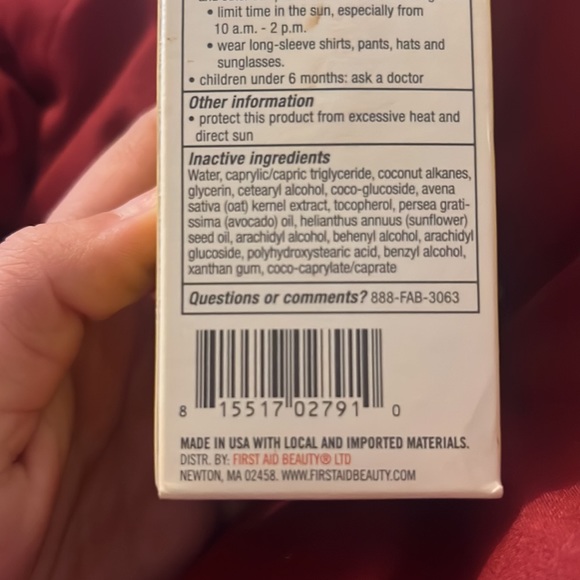 • limit time in the sun, especially from
10 a.m. - 2 p.m.
• wear long-sleeve shirts, pants, hats and
sunglasses.
• children under 6 months: ask a doctor
Other information
• protect this product from excessive heat and
direct sun
Inactive ingredients
Water, caprylic/capric triglyceride, coconut alkanes,
glycerin, cetearyl alcohol, coco-glucoside, avena
sativa (oat) kernel extract, tocopherol, persea grati-
ssima (avocado) oil, helianthus annuus (sunflower)
seed oil, arachidyl alcohol, behenyl alcohol, arachidyl
glucoside, polyhydroxystearic acid, benzyl alcohol,
xanthan gum, coco-caprylate/caprate
Questions or comments? 888-FAB-3063
8 15517 02791 0
MADE IN USA WITH LOCAL AND IMPORTED MATERIALS.
DISTR. BY: FIRST AID BEAUTY® LTD
NEWTON, MA 02458. WWW.FIRSTAIDBEAUTY.COM